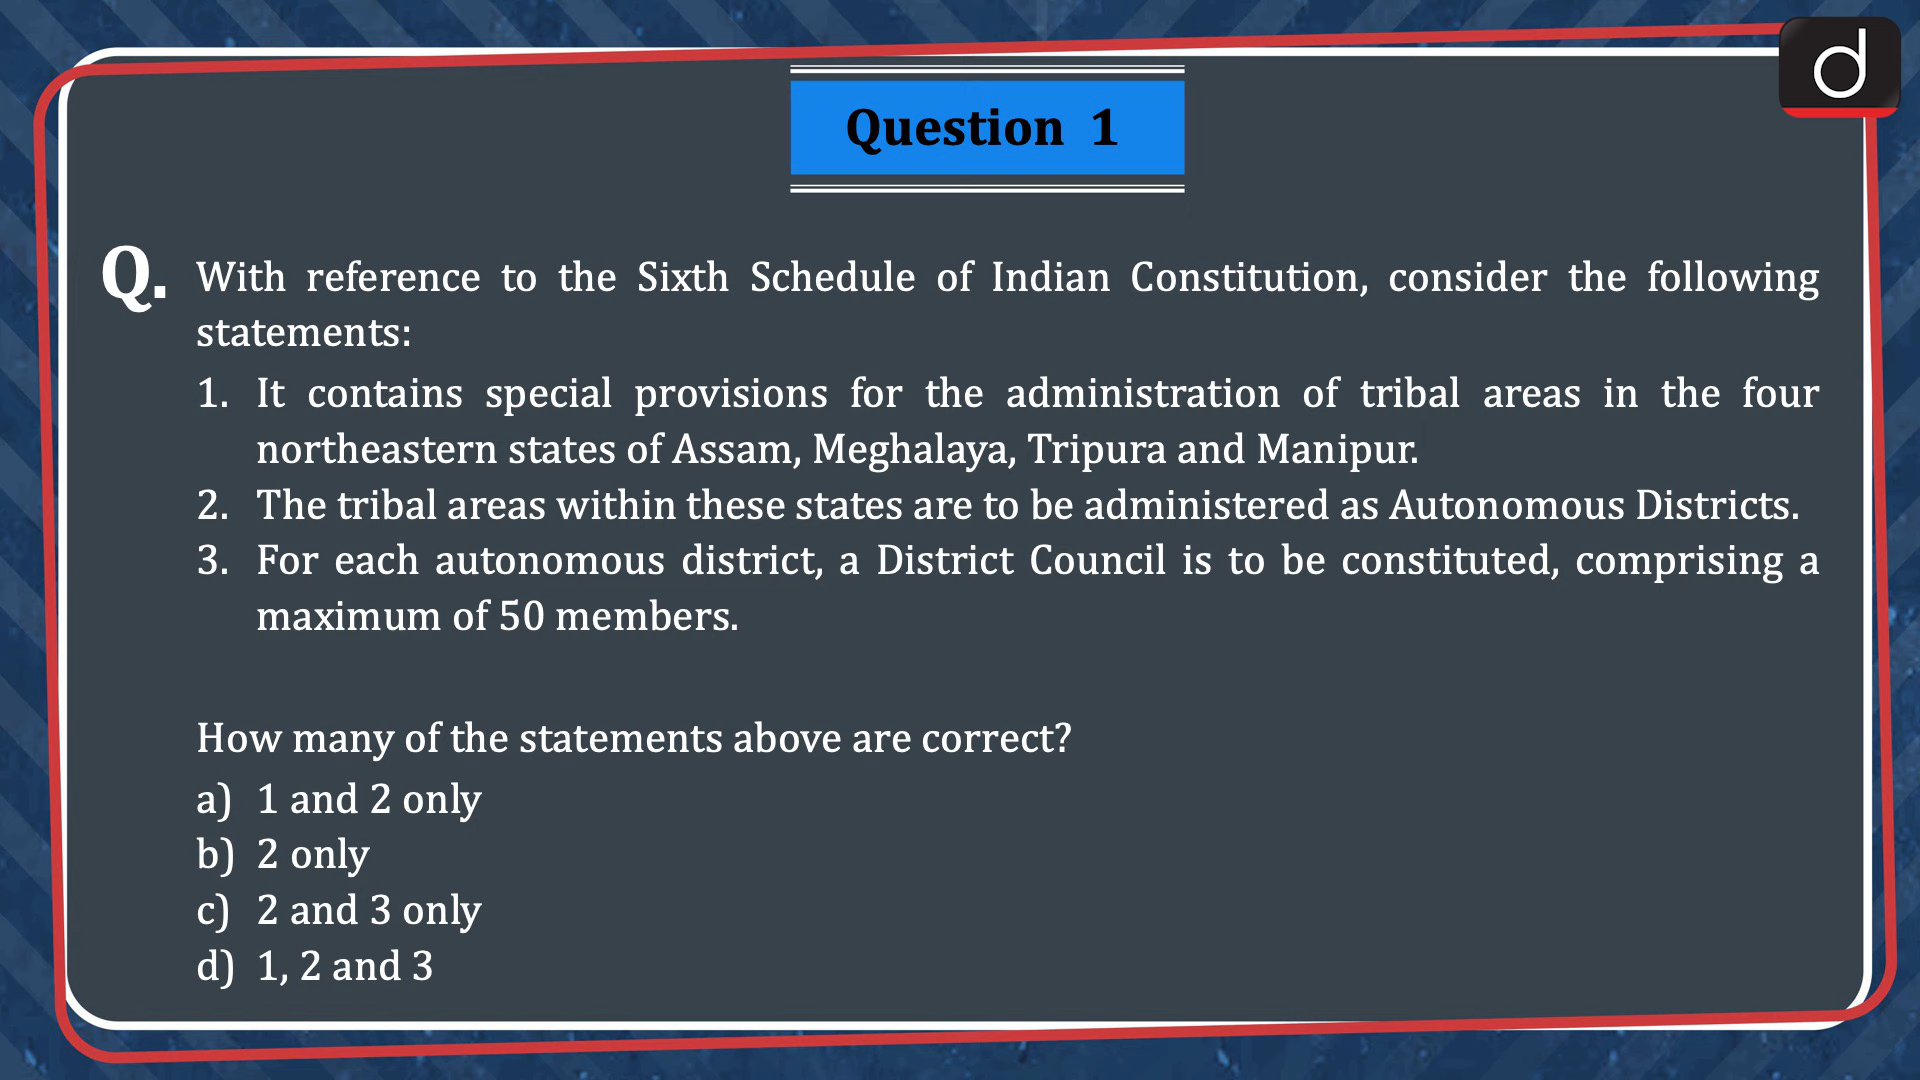 d
Question 1
Q. With reference to the Sixth Schedule of Indian Constitution, consider the following
statements:
1. It contains special provisions for the administration of tribal areas in the four
northeastern states of Assam, Meghalaya, Tripura and Manipur.
2. The tribal areas within these states are to be administered as Autonomous Districts.
3. For each autonomous district, a District Council is to be constituted, comprising a
maximum of 50 members.
How many of the statements above are correct?
a) 1 and 2 only
b) 2 only
c) 2 and 3 only
d) 1, 2 and 3